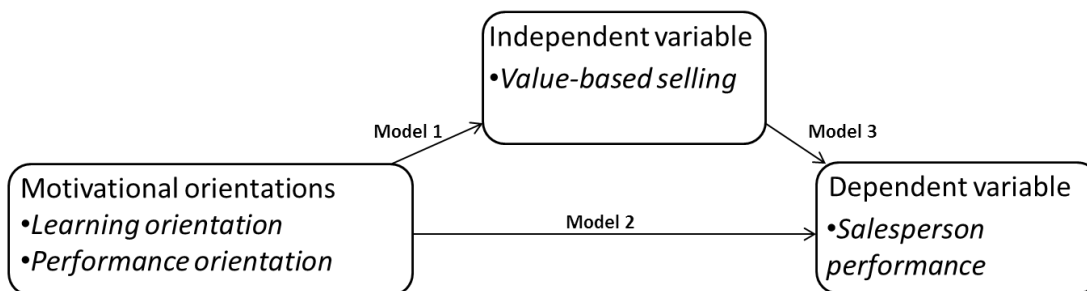 Independent variable
•Value-based selling
Model 1
Model 3
Motivational orientations
•Learning orientation
•Performance orientation
Model 2
Dependent variable
•Salesperson
performance